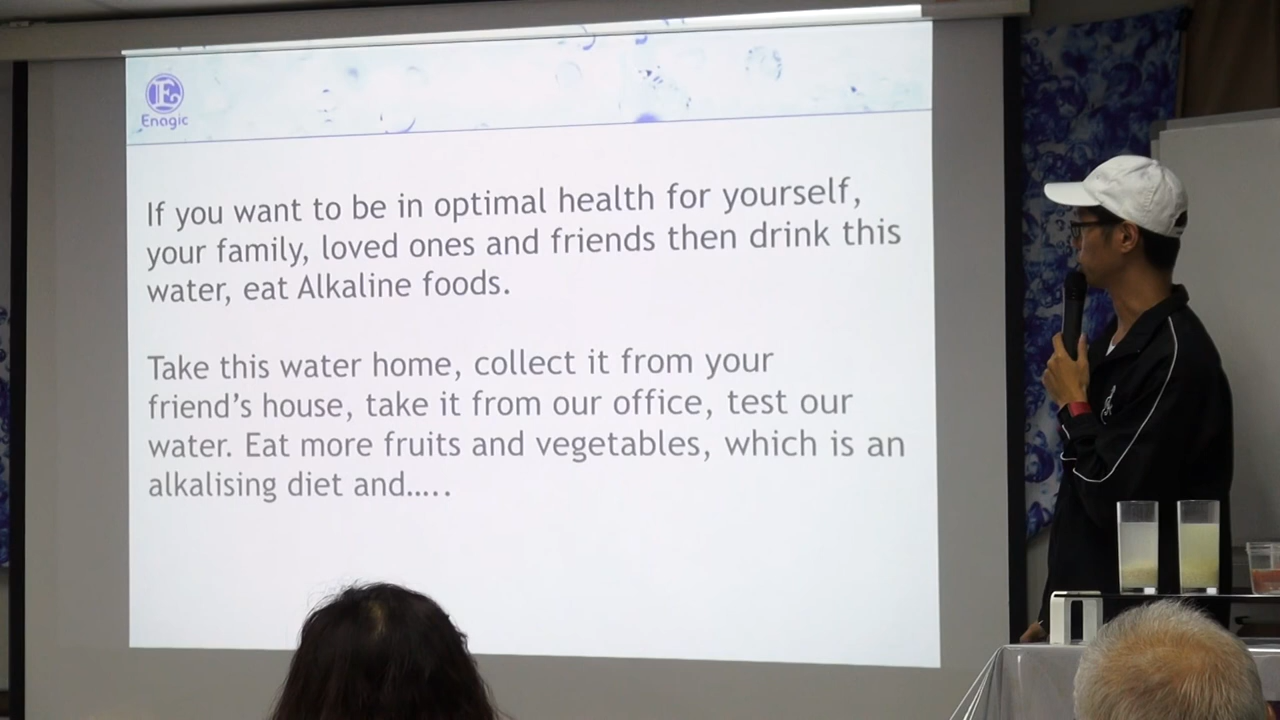 Enagic
If you want to be in optimal health for yourself,
your family, loved ones and friends then drink this
water, eat Alkaline foods.
Take this water home, collect it from your
friend’s house, take it from our office, test our
water. Eat more fruits and vegetables, which is an
alkalising diet and.....